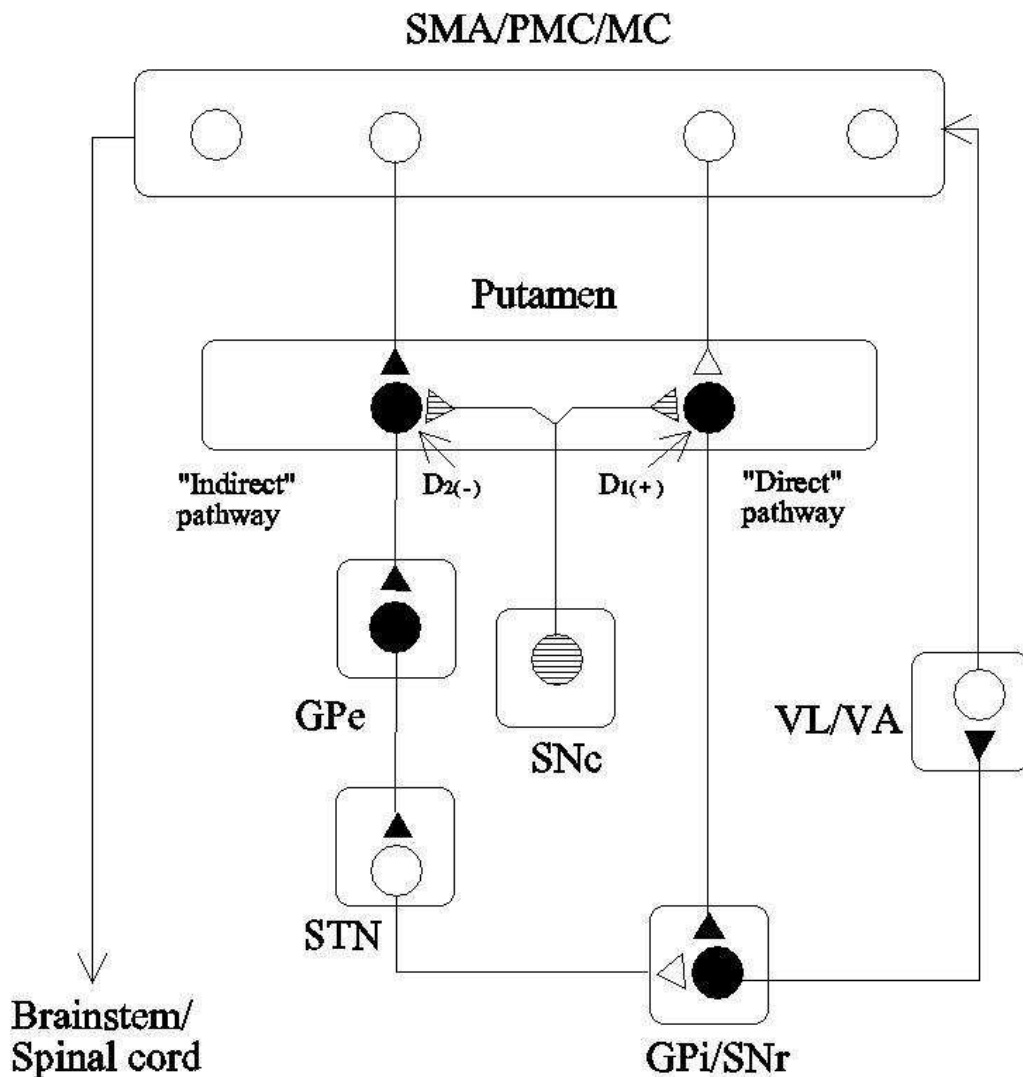 SMA/PMC/MC
Putamen
"Indirect"
pathway
D2(-)
D1(+)
"Direct"
pathway
GPe
SNc
VL/VA
STN
GPi/SNr
Brainstem/
Spinal cord